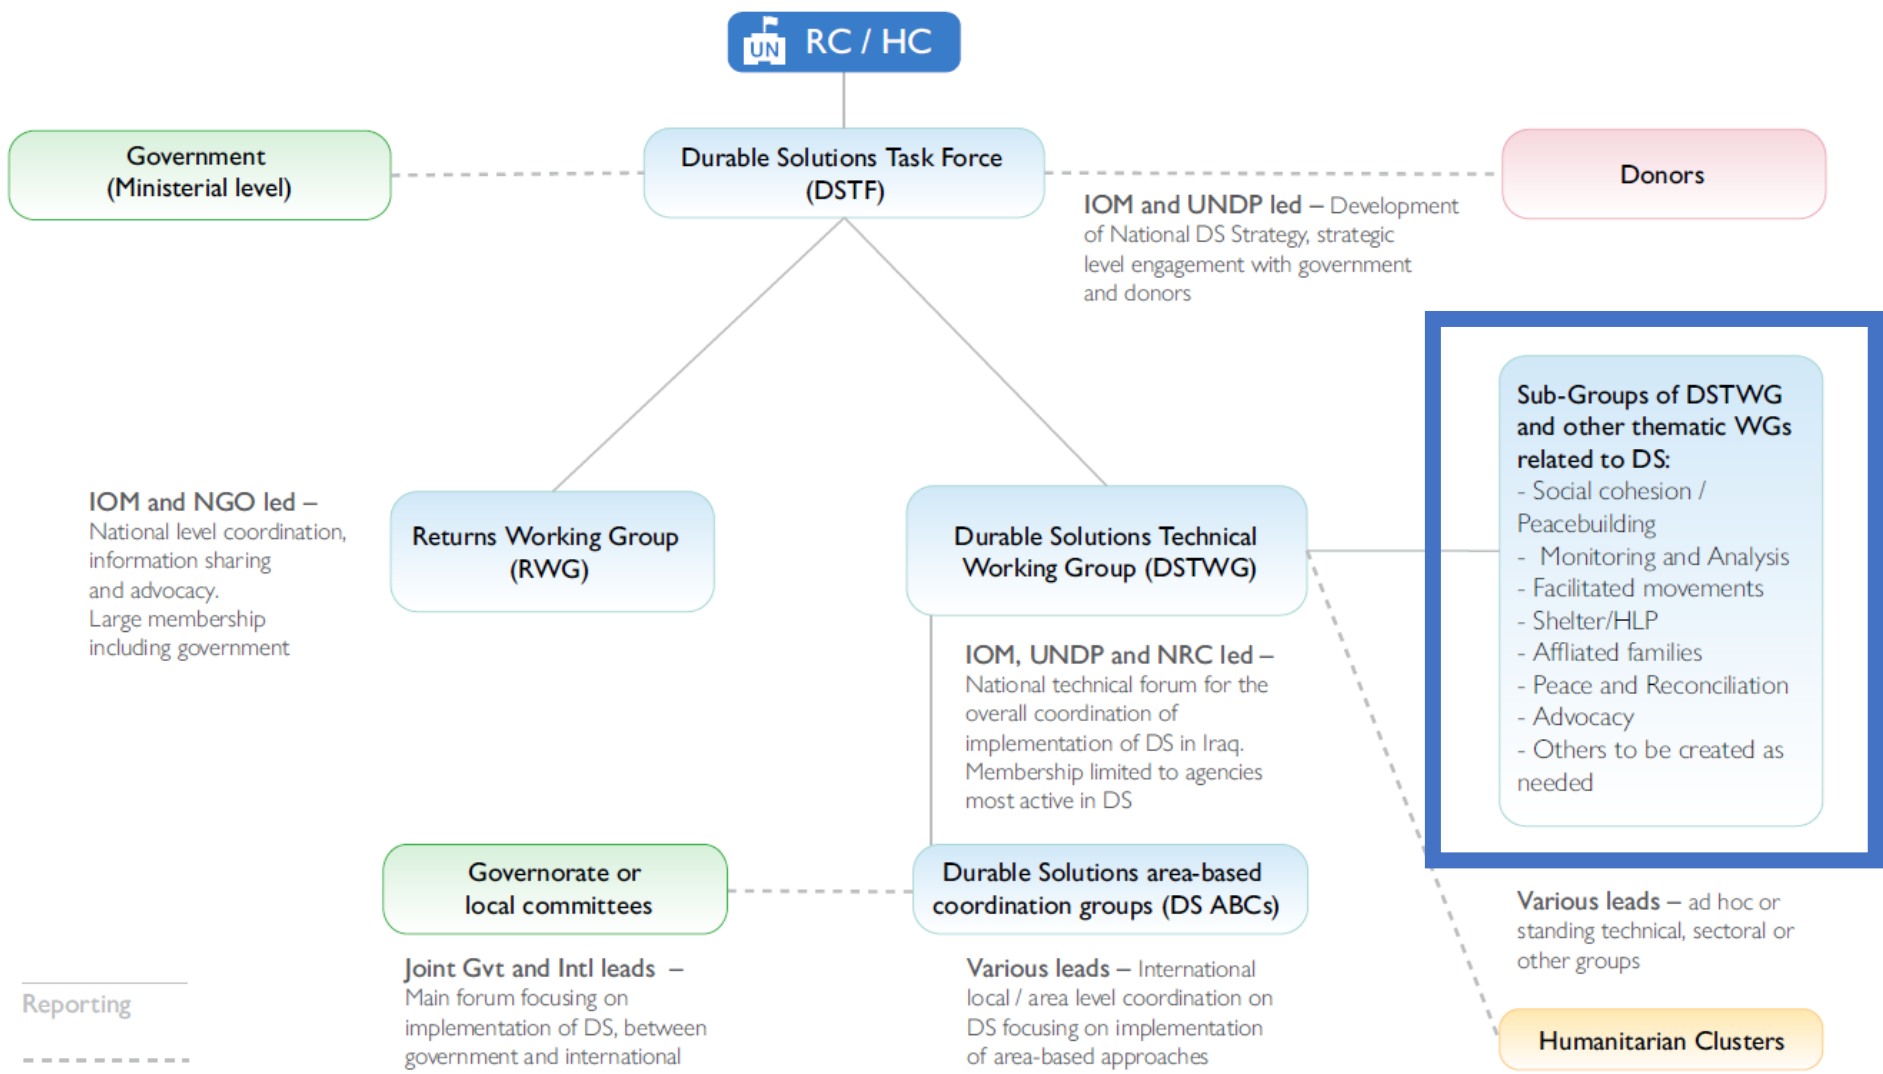 UN RC / HC
Government
(Ministerial level)
Durable Solutions Task Force
(DSTF)
Donors
IOM and UNDP led – Development
of National DS Strategy, strategic
level engagement with government
and donors
Sub-Groups of DSTWG
and other thematic WGs
related to DS:
- Social cohesion /
Peacebuilding
- Monitoring and Analysis
- Facilitated movements
- Shelter/HLP
- Affliated families
- Peace and Reconciliation
- Advocacy
- Others to be created as
needed
IOM and NGO led –
National level coordination,
information sharing
and advocacy.
Large membership
including government
Returns Working Group
(RWG)
Durable Solutions Technical
Working Group (DSTWG)
IOM, UNDP and NRC led –
National technical forum for the
overall coordination of
implementation of DS in Iraq.
Membership limited to agencies
most active in DS
Governorate or
local committees
Durable Solutions area-based
coordination groups (DS ABCs)
Various leads – ad hoc or
standing technical, sectoral or
other groups
Joint Gvt and Intl leads –
Main forum focusing on
implementation of DS, between
government and international
Various leads – International
local / area level coordination on
DS focusing on implementation
of area-based approaches
Reporting
Humanitarian Clusters